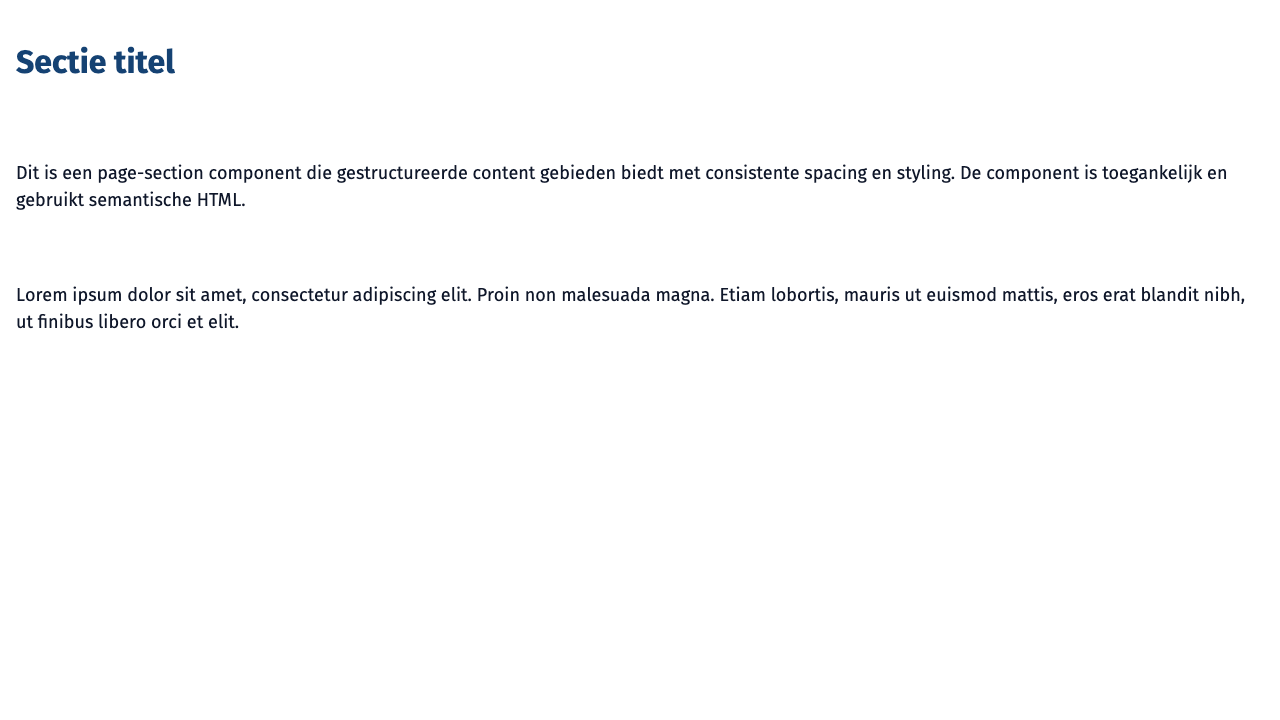 Sectie titel
Dit is een page-section component die gestructureerde content gebieden biedt met consistente spacing en styling. De component is toegankelijk en
gebruikt semantische HTML.
Lorem ipsum dolor sit amet, consectetur adipiscing elit. Proin non malesuada magna. Etiam lobortis, mauris ut euismod mattis, eros erat blandit nibh,
ut finibus libero orci et elit.